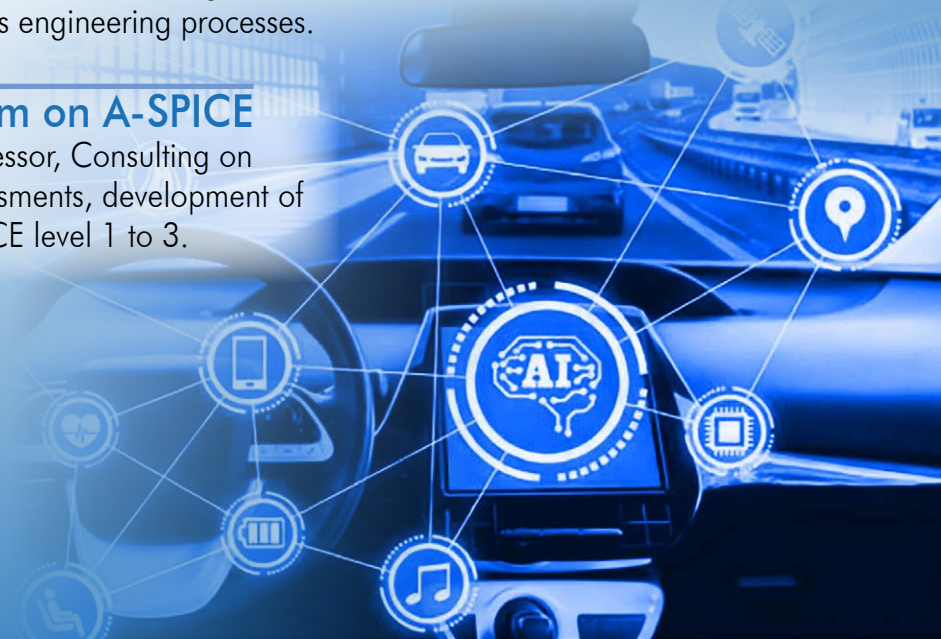 s engineering processes.
m on A-SPICE
essor, Consulting on
sments, development of
CE level 1 to 3.
AI